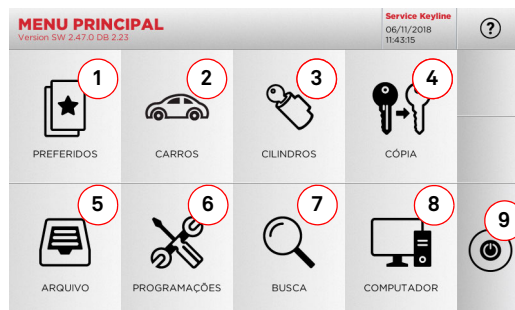 MENU PRINCIPAL
Version SW 2.47.0 DB 2.23
Service Keyline
06/11/2018
11:43:15
?
1
2
3
4
PREFERIDOS
CARROS
CILINDROS
CÓPIA
5
6
7
8
9
ARQUIVO
PROGRAMAÇÕES
BUSCA
COMPUTADOR